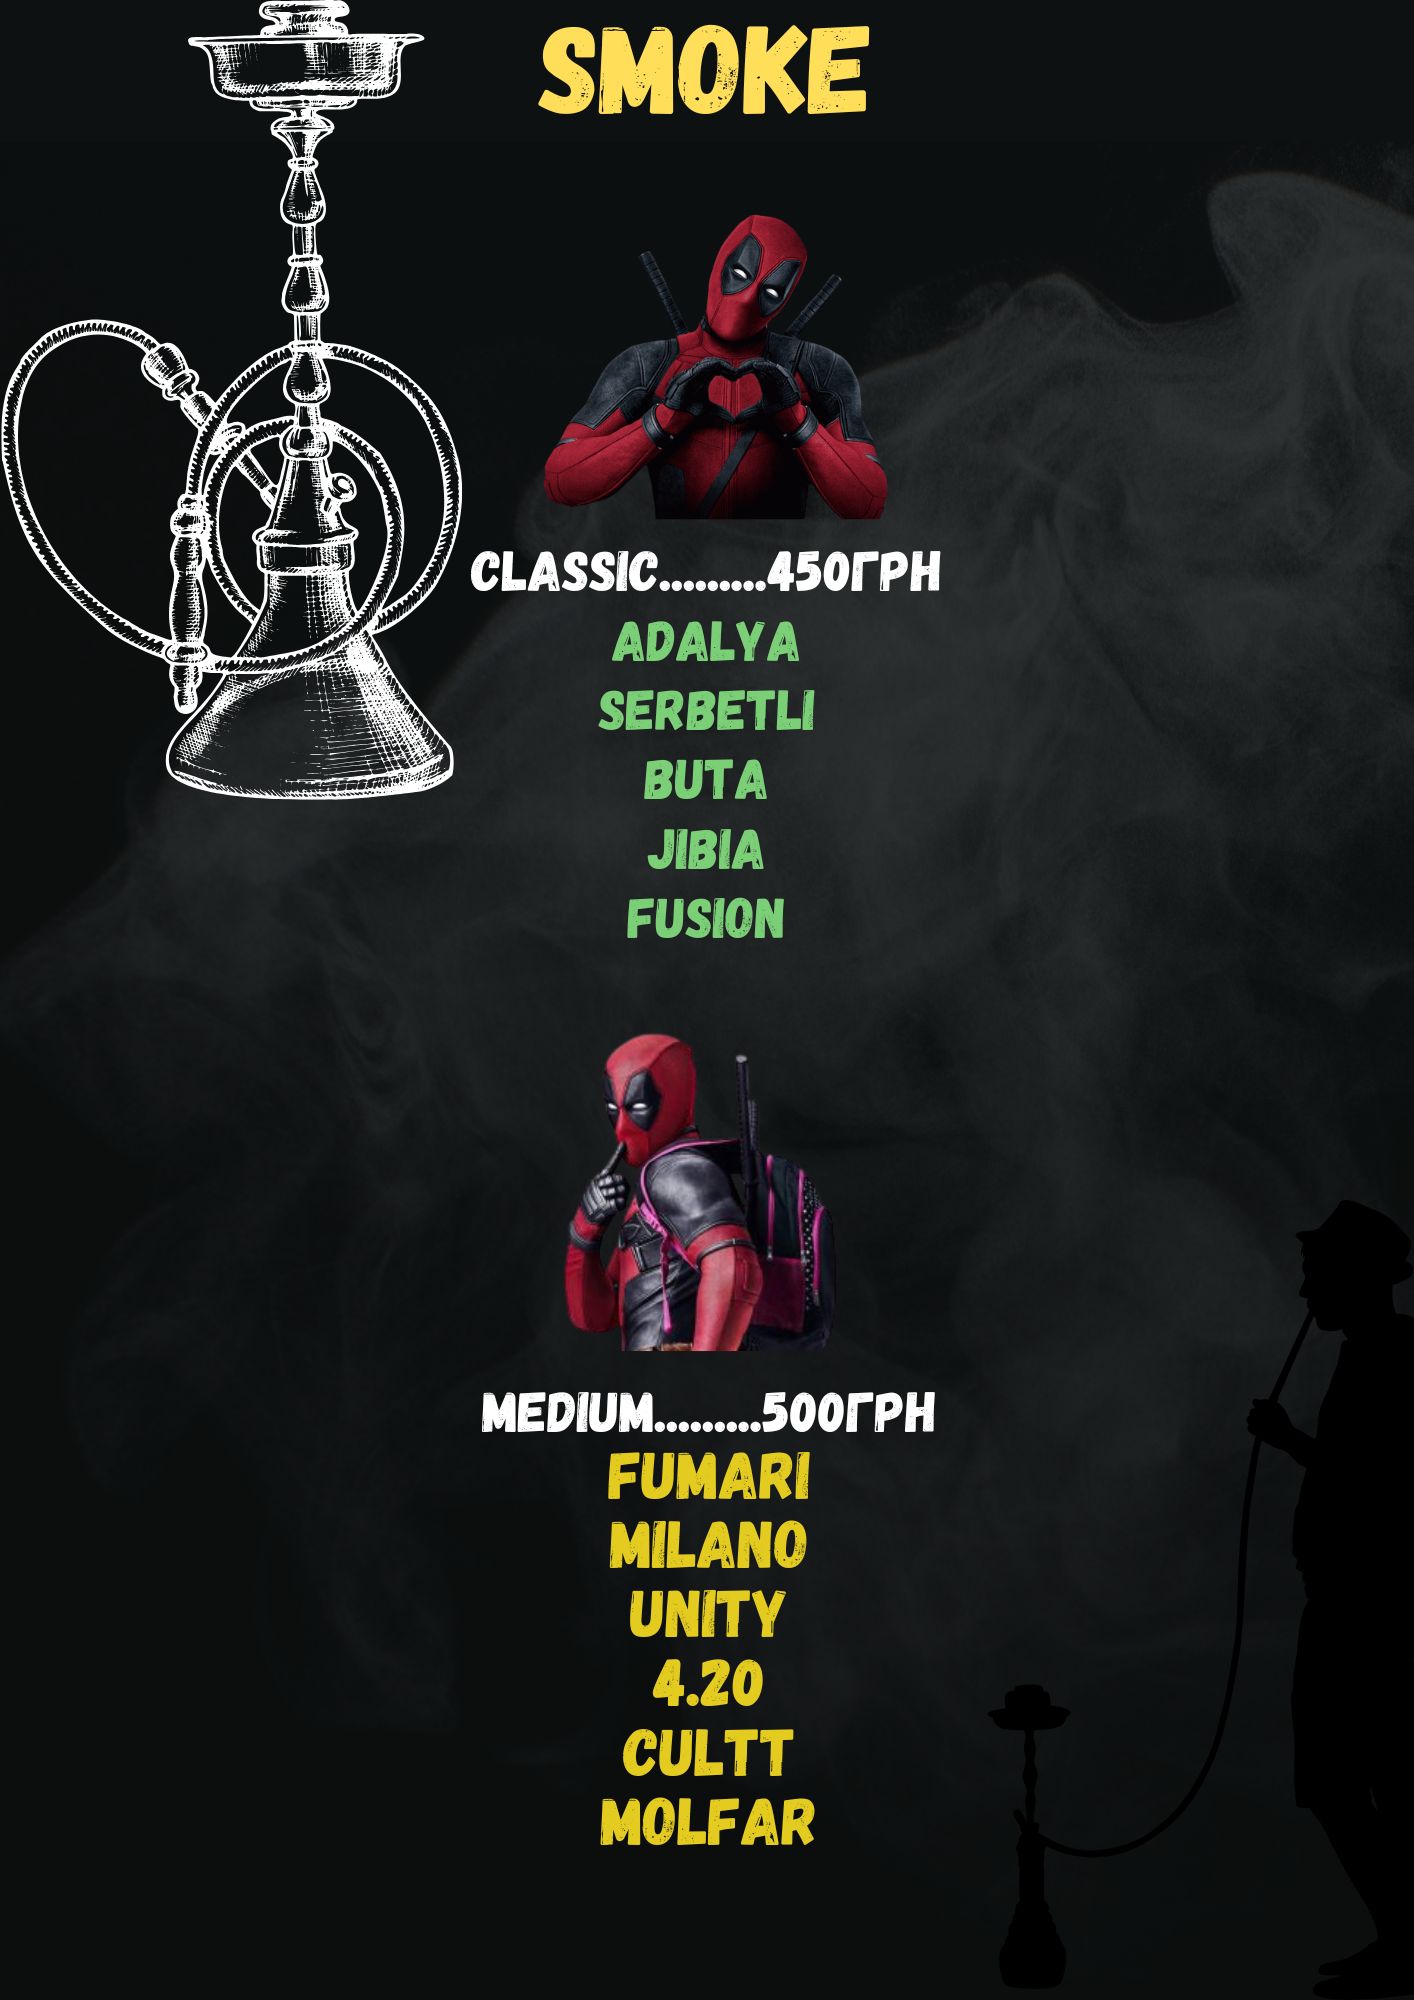 SMOKE
CLASSIC.........450ГРН
ADALYA
SERBETLI
BUTA
JIBIA
FUSION
MEDIUM.........500ГРН
FUMARI
MILANO
UNITY
4.20
CULTT
MOLFAR